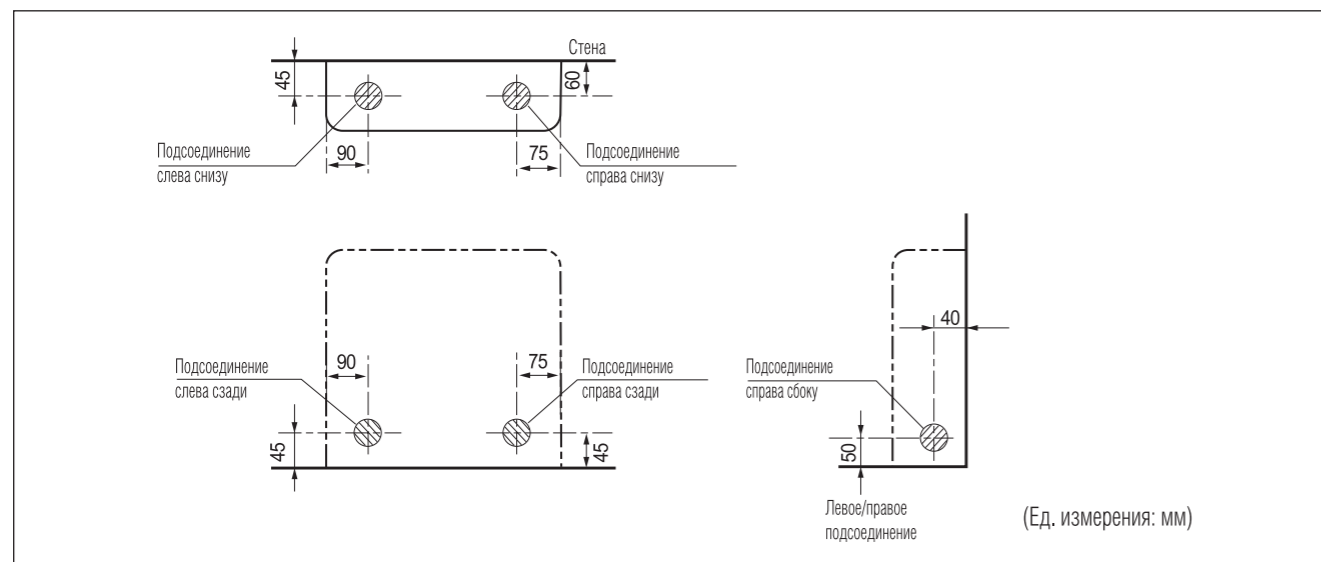 Стена
45
60
Подсоединение
слева снизу
90
75
Подсоединение
справа снизу
Подсоединение
слева сзади
90
75
Подсоединение
справа сзади
45
45
40
Подсоединение
справа сбоку
50
Левое/правое
подсоединение
(Ед. измерения: мм)